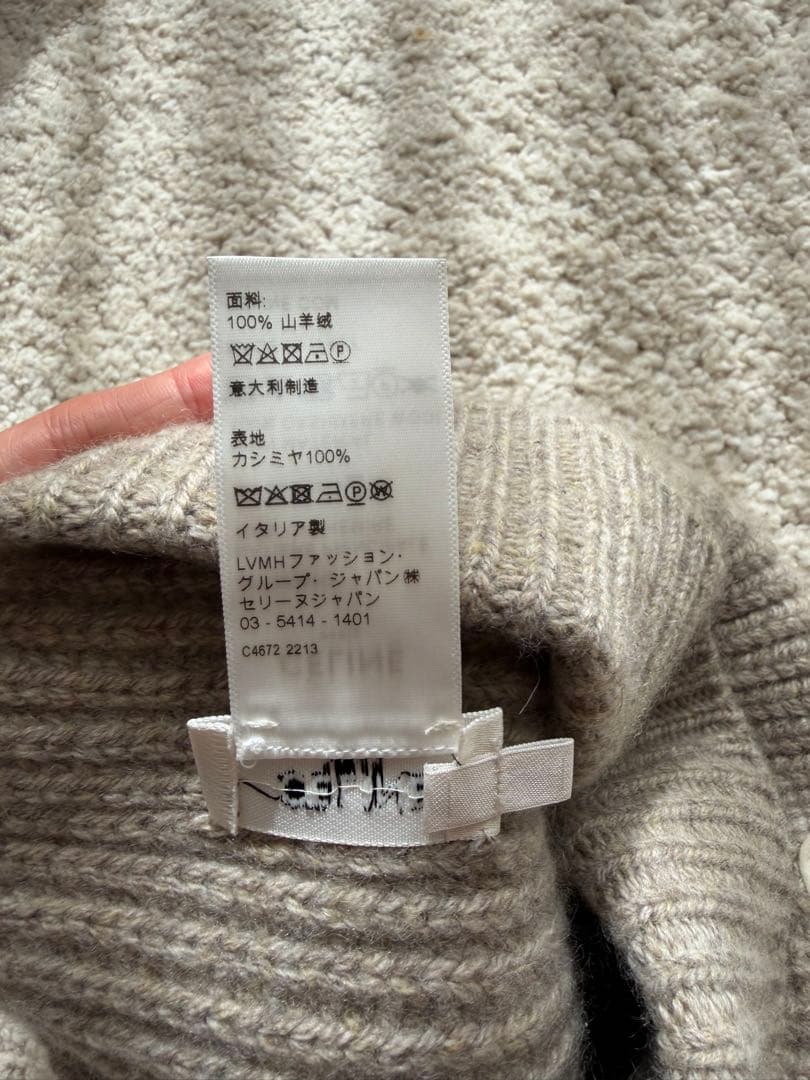 面料:
100% 山羊绒
意大利制造
表地
カシミヤ100%
イタリア製
LVMHファッション・
グループ・ジャパン㈱
セリーヌジャパン
03 - 5414 - 1401
C4672 2213
CELINE